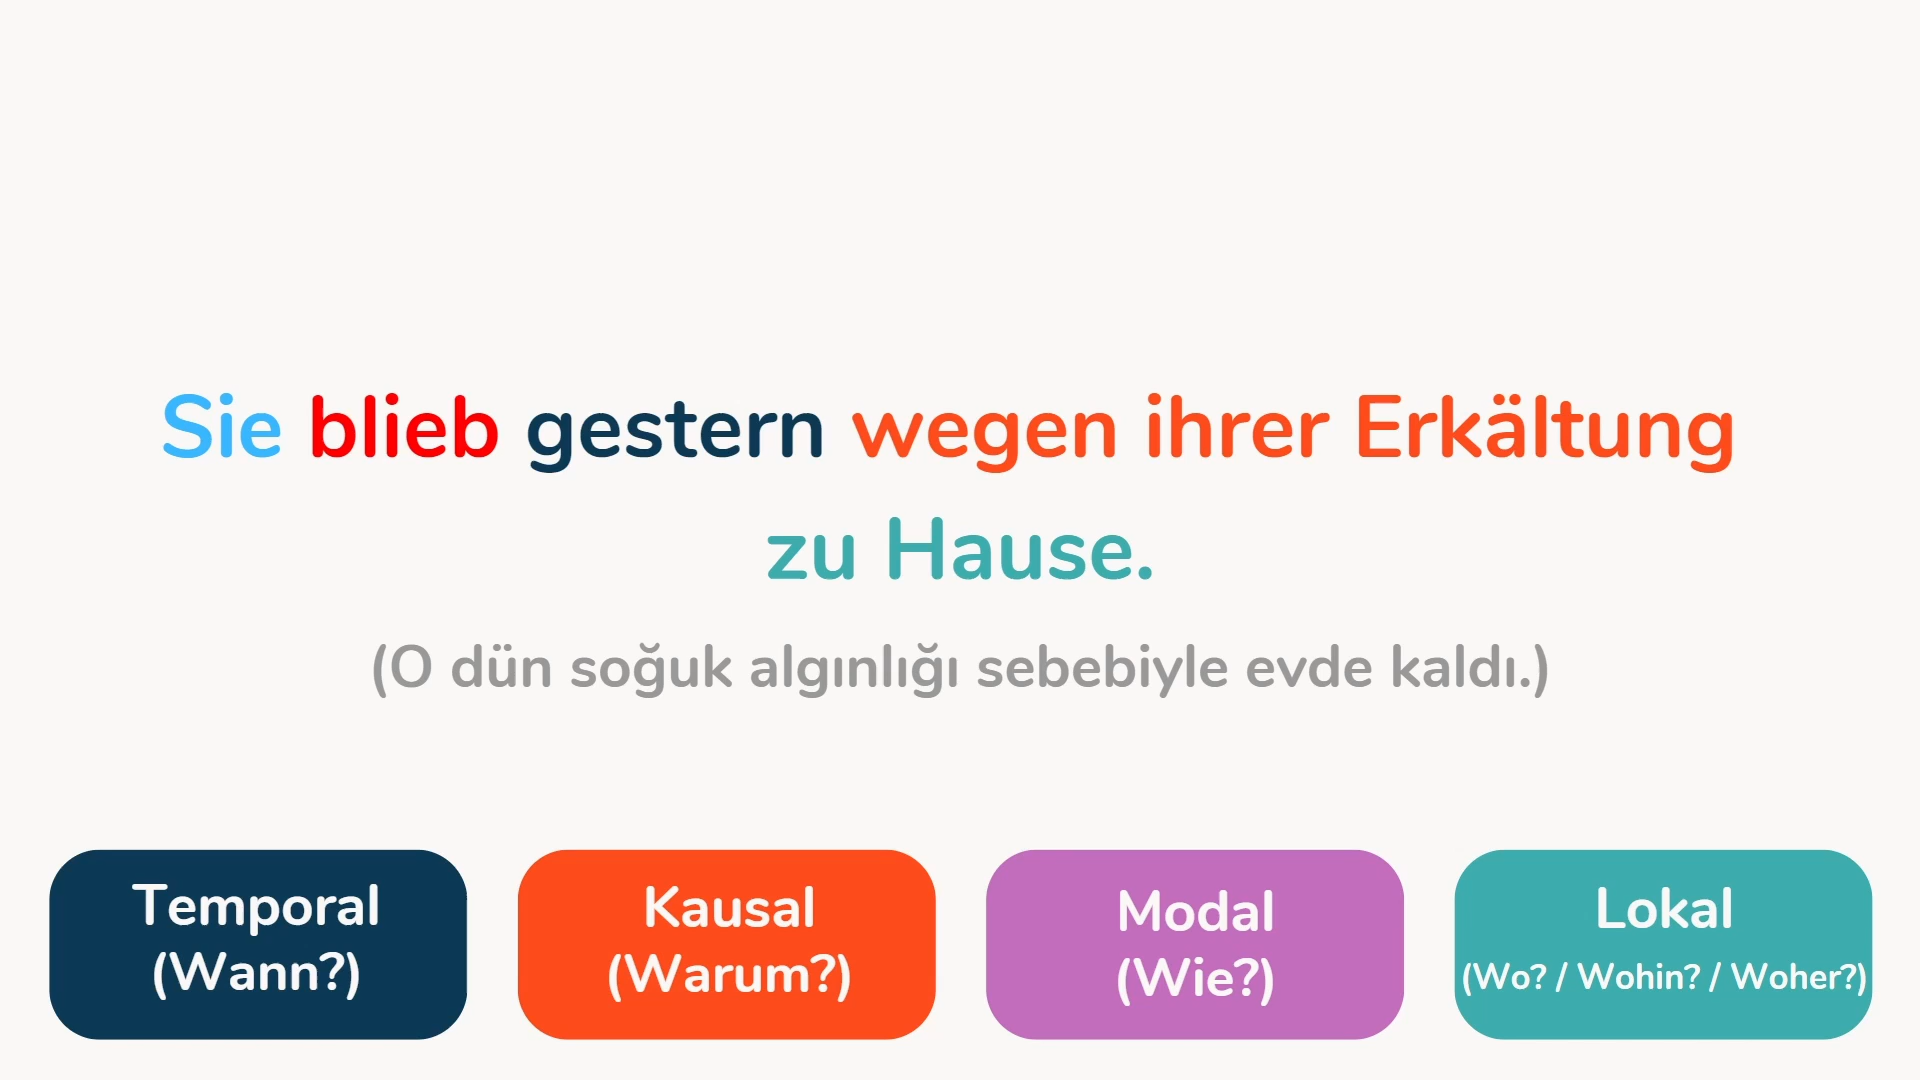 Sie blieb gestern wegen ihrer Erkältung
zu Hause.
(O dün soğuk algınlığı sebebiyle evde kaldı.)
Temporal
(Wann?)
Kausal
(Warum?)
Modal
(Wie?)
Lokal
(Wo? / Wohin? / Woher?)